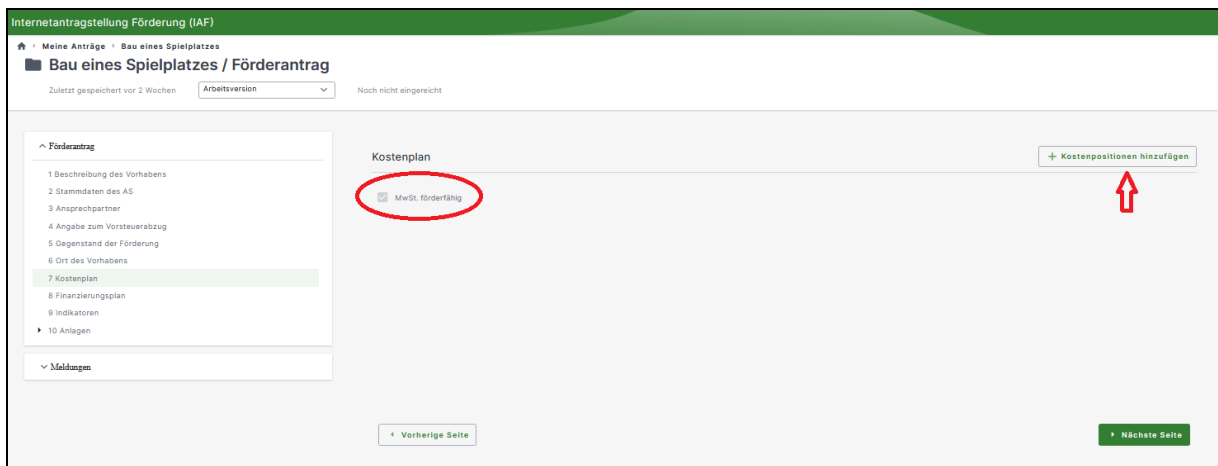 Internetantragstellung Förderung (IAF)
Meine Anträge › Bau eines Spielplatzes
Bau eines Spielplatzes / Förderantrag
Zuletzt gespeichert vor 2 Wochen Arbeitsversion Noch nicht eingereicht
Förderantrag
1 Beschreibung des Vorhabens
2 Stammdaten des AS
3 Ansprechpartner
4 Angabe zum Vorsteuerabzug
5 Gegenstand der Förderung
6 Ort des Vorhabens
7 Kostenplan
8 Finanzierungsplan
9 Indikatoren
10 Anlagen
Meldungen
Kostenplan
+ Kostenpositionen hinzufügen
MwSt. förderfähig
Vorherige Seite
Nächste Seite